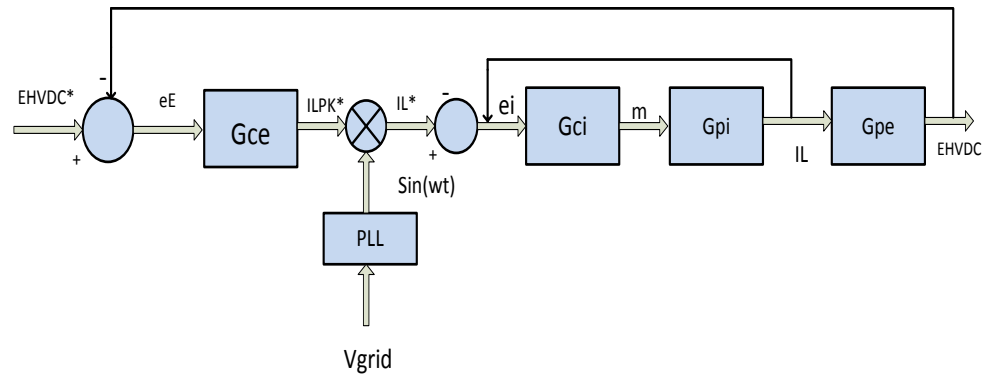 -
EHVDC*
+
eE
Gce
ILPK*
IL*
-
+
ei
Gci
m
Gpi
IL
Gpe
EHVDC
Sin(wt)
PLL
Vgrid